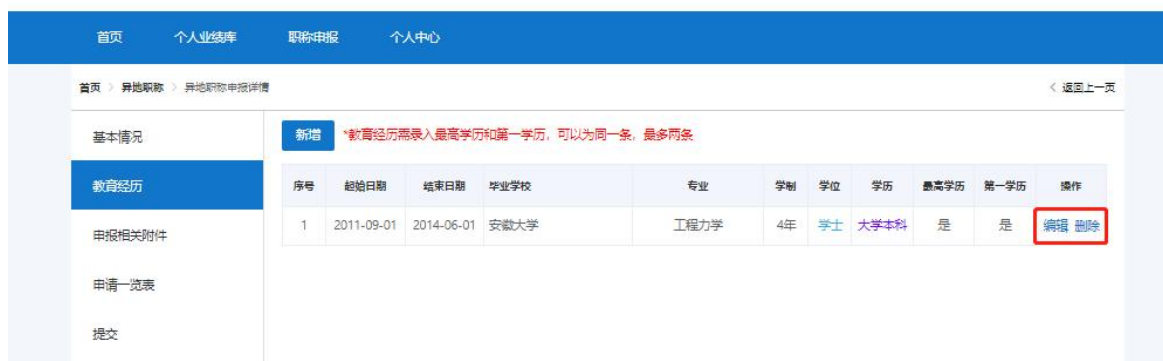 首页 个人业绩库 职称申报 个人中心
首页 > 异地职称 > 异地职称申报详情 < 返回上一页
基本情况
新增 *教育经历需录入最高学历和第一学历，可以为同一条，最多两条
教育经历
序号 起始日期 结束日期 毕业学校 专业 学制 学位 学历 最高学历 第一学历 操作
1 2011-09-01 2014-06-01 安徽大学 工程力学 4年 学士 大学本科 是 是 编辑 删除
申报相关附件
申请一览表
提交